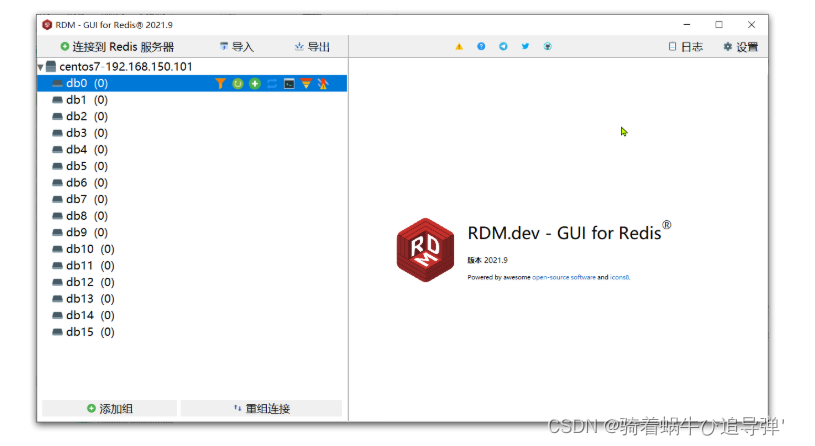 RDM - GUI for Redis® 2021.9
连接到 Redis 服务器 导入 导出 日志 设置
centos7-192.168.150.101
db0 (0)
db1 (0)
db2 (0)
db3 (0)
db4 (0)
db5 (0)
db6 (0)
db7 (0)
db8 (0)
db9 (0)
db10 (0)
db11 (0)
db12 (0)
db13 (0)
db14 (0)
db15 (0)
添加组 重组连接
RDM
RDM.dev - GUI for Redis®
版本 2021.9
Powered by awesome open-source software and icons8.
CSDN @骑着蜗牛ひ追导弹'